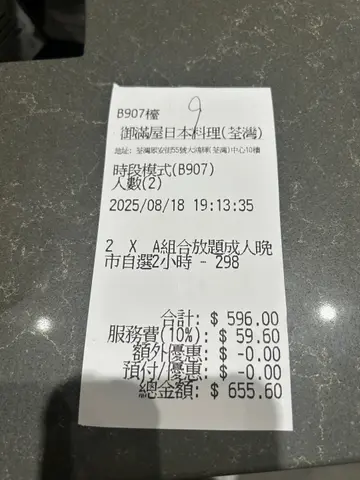 B907檯
9
御滿屋日本料理(荃灣)
時段模式(B907)
人數(2)
2025/08/18 19:13:35
2 X A組合放題成人晚
市自選2小時 - 298
合計: $ 596.00
服務費(10%): $ 59.60
額外優惠: $ -0.00
預付/優惠: $ -0.00
總金額: $ 655.60